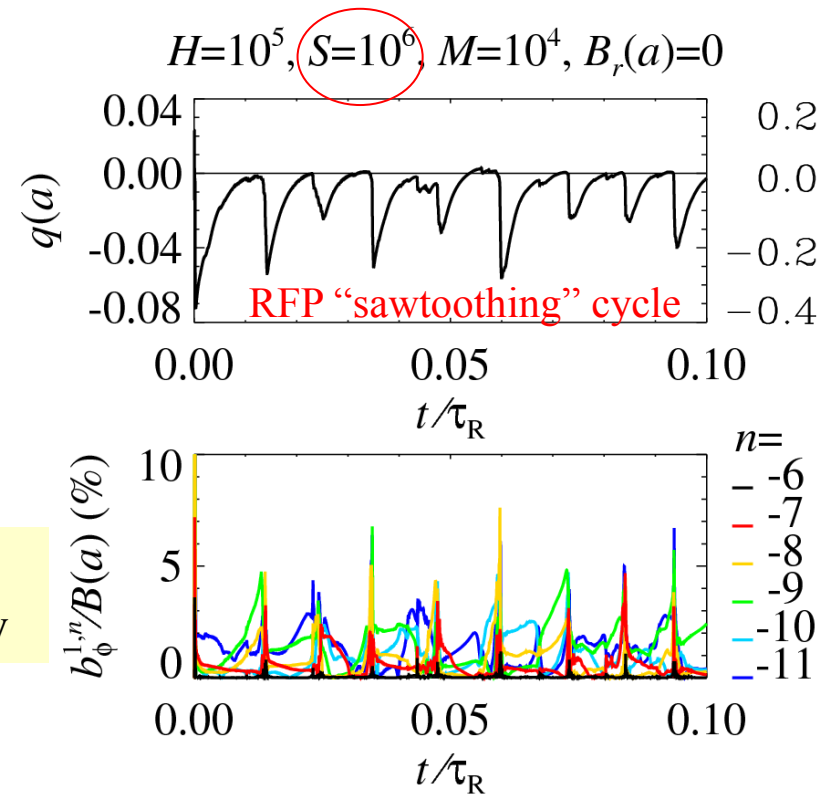 H=10⁵, S=10⁶, M=10⁴, Bᵣ(a)=0
0.04
0.00
-0.04
-0.08
q(a)
0.2
0.0
−0.2
−0.4
RFP “sawtoothing” cycle
0.00 0.05 0.10
t/τ_R
10
5
0
b_ϕ^{1,n}/B(a) (%)
n=
-6
-7
-8
-9
-10
-11
0.00 0.05 0.10
t/τ_R